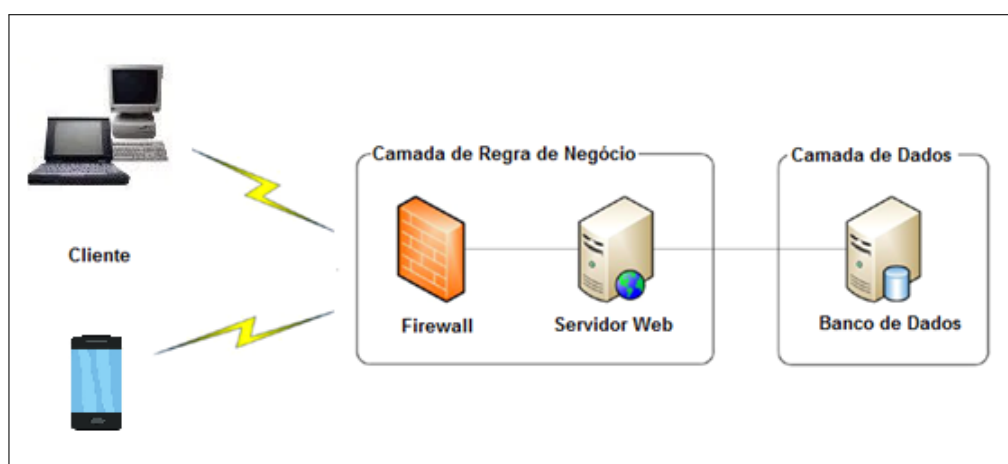 Camada de Regra de Negócio
Camada de Dados
Cliente
Firewall
Servidor Web
Banco de Dados